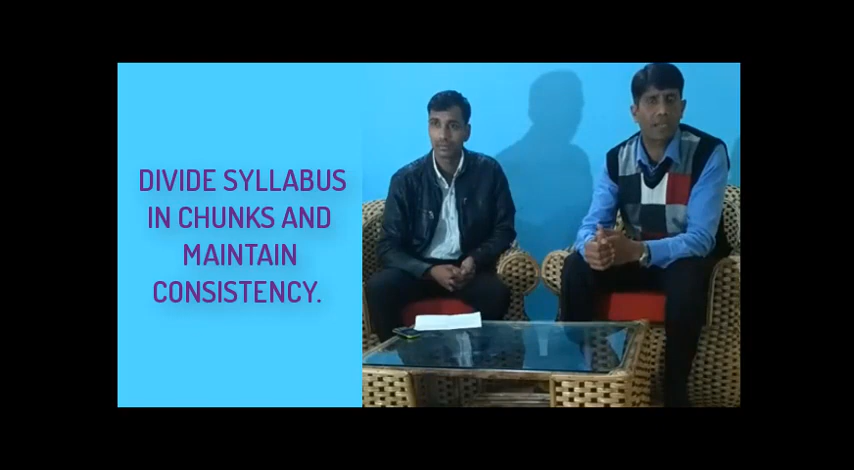 DIVIDE SYLLABUS
IN CHUNKS AND
MAINTAIN
CONSISTENCY.